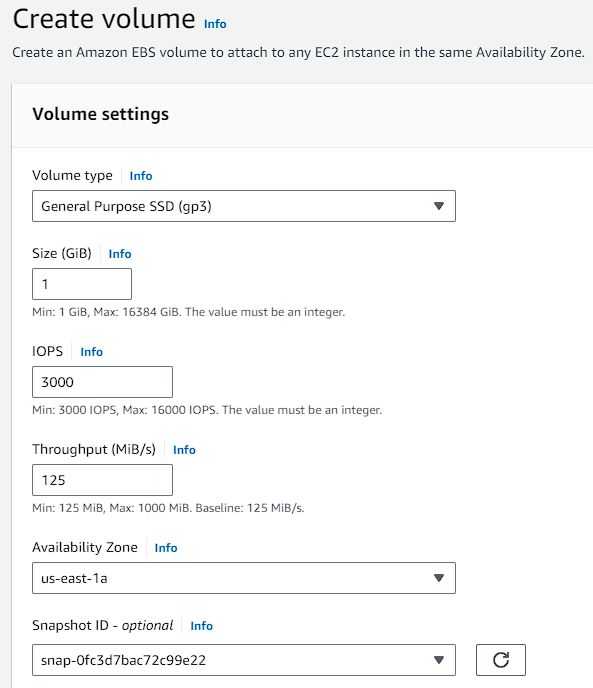 Create volume Info
Create an Amazon EBS volume to attach to any EC2 instance in the same Availability Zone.
Volume settings
Volume type Info
General Purpose SSD (gp3)
Size (GiB) Info
1
Min: 1 GiB, Max: 16384 GiB. The value must be an integer.
IOPS Info
3000
Min: 3000 IOPS, Max: 16000 IOPS. The value must be an integer.
Throughput (MiB/s) Info
125
Min: 125 MiB, Max: 1000 MiB. Baseline: 125 MiB/s.
Availability Zone Info
us-east-1a
Snapshot ID - optional Info
snap-0fc3d7bac72c99e22